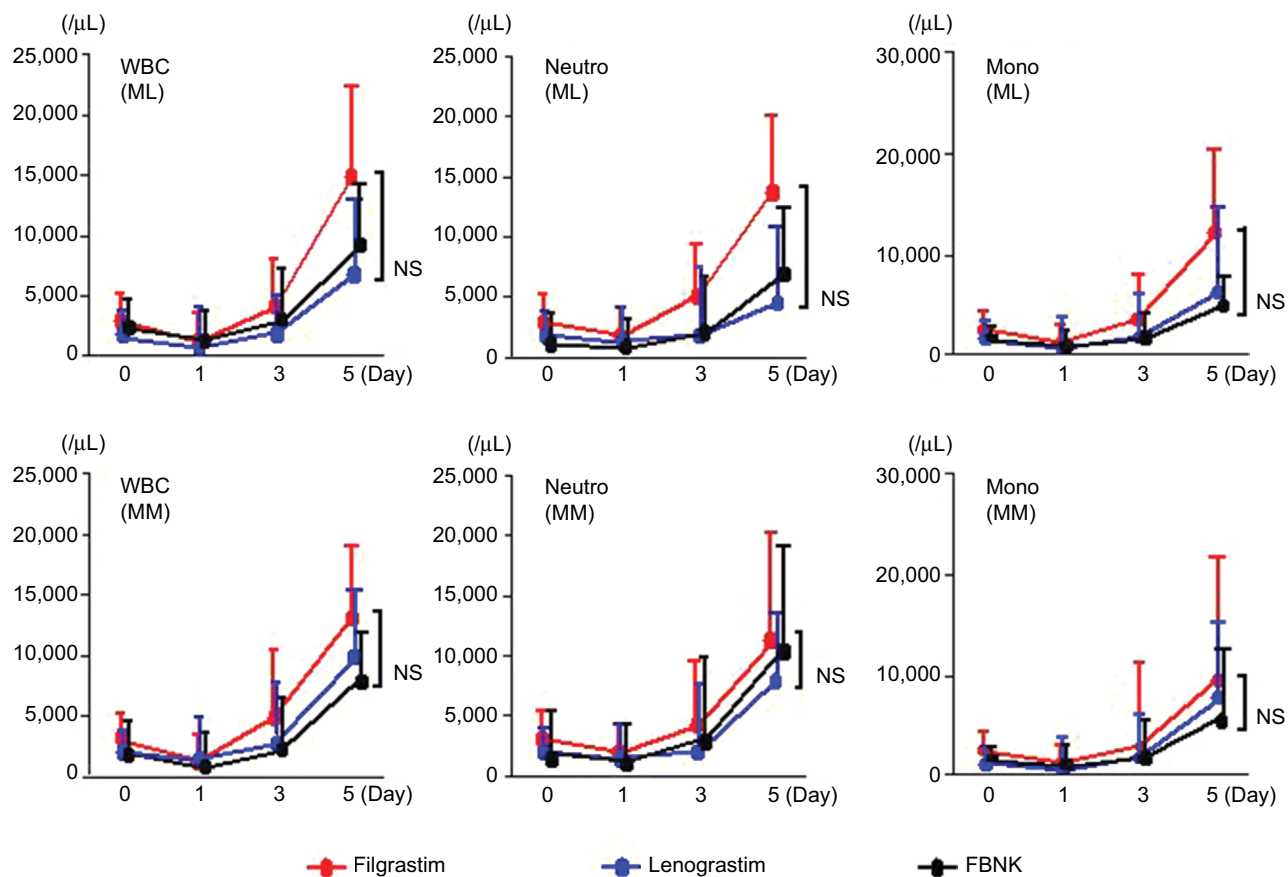 (/μL)
WBC
(ML)
25,000
20,000
15,000
10,000
5,000
0
NS
0 1 3 5 (Day)
(/μL)
Neutro
(ML)
25,000
20,000
15,000
10,000
5,000
0
NS
0 1 3 5 (Day)
(/μL)
Mono
(ML)
30,000
20,000
10,000
0
NS
0 1 3 5 (Day)
(/μL)
WBC
(MM)
25,000
20,000
15,000
10,000
5,000
0
NS
0 1 3 5 (Day)
(/μL)
Neutro
(MM)
25,000
20,000
15,000
10,000
5,000
0
NS
0 1 3 5 (Day)
(/μL)
Mono
(MM)
30,000
20,000
10,000
0
NS
0 1 3 5 (Day)
Filgrastim Lenograstim FBNK